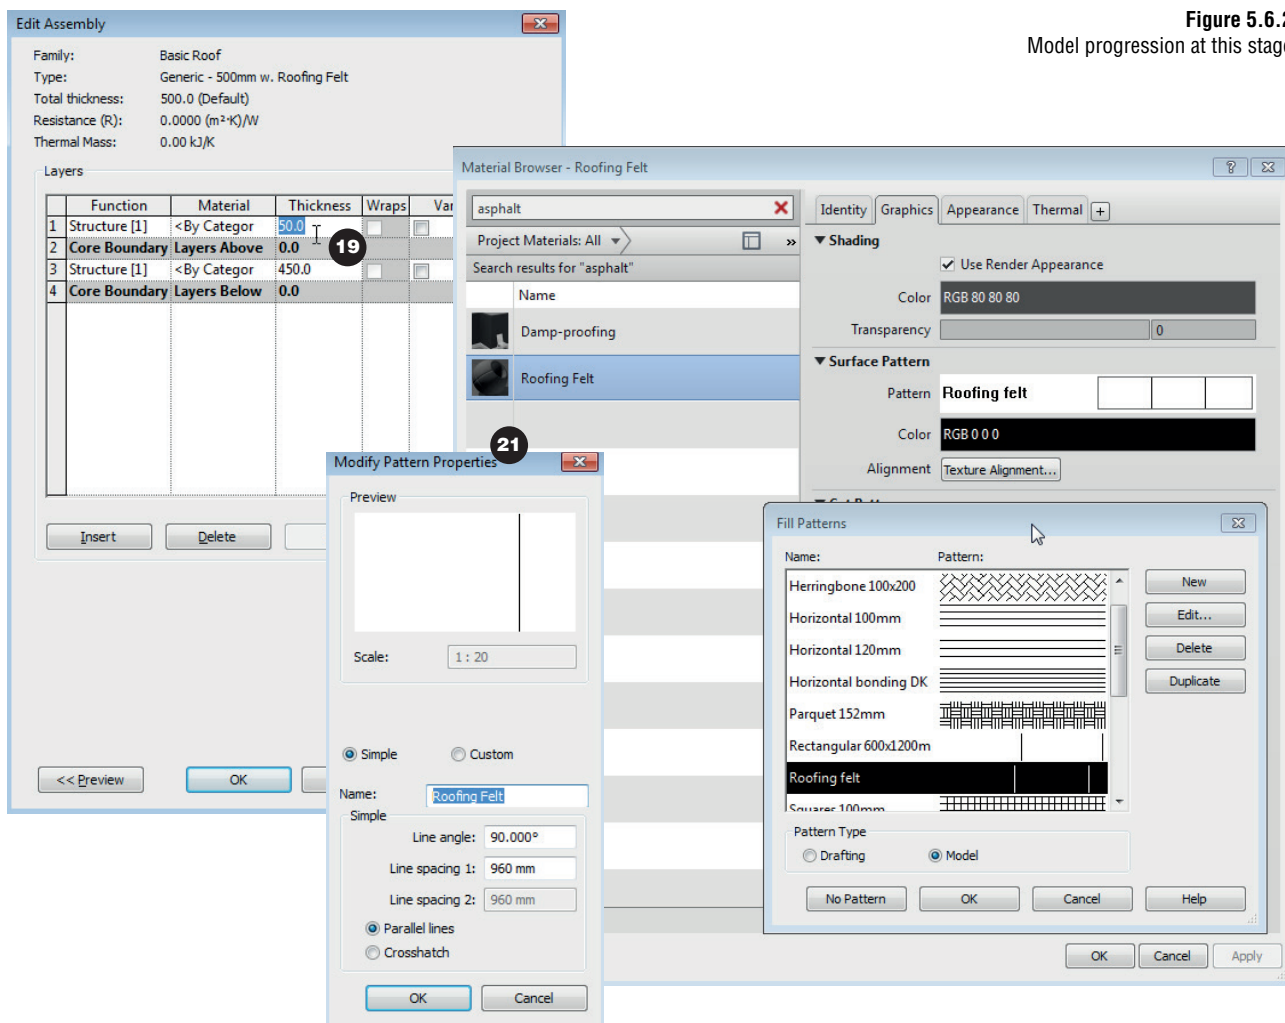 Figure 5.6.2
Model progression at this stage
Edit Assembly
Family: Basic Roof
Type: Generic - 500mm w. Roofing Felt
Total thickness: 500.0 (Default)
Resistance (R): 0.0000 (m²·K)/W
Thermal Mass: 0.00 kJ/K
Layers
Function Material Thickness Wraps Var
1 Structure [1] <By Categor 50.0
2 Core Boundary Layers Above 0.0
19
3 Structure [1] <By Categor 450.0
4 Core Boundary Layers Below 0.0
Insert Delete
<< Preview OK
Material Browser - Roofing Felt
asphalt
Project Materials: All »
Search results for "asphalt"
Name
Damp-proofing
Roofing Felt
Identity Graphics Appearance Thermal +
Shading
Use Render Appearance
Color RGB 80 80 80
Transparency 0
Surface Pattern
Pattern Roofing felt
Color RGB 0 0 0
Alignment Texture Alignment...
OK Cancel Apply
21
Modify Pattern Properties
Preview
Scale: 1 : 20
Simple Custom
Name: Roofing Felt
Simple
Line angle: 90.000°
Line spacing 1: 960 mm
Line spacing 2: 960 mm
Parallel lines
Crosshatch
OK Cancel
Fill Patterns
Name: Pattern:
Herringbone 100x200
Horizontal 100mm
Horizontal 120mm
Horizontal bonding DK
Parquet 152mm
Rectangular 600x1200m
Roofing felt
Squares 100mm
New
Edit...
Delete
Duplicate
Pattern Type
Drafting Model
No Pattern OK Cancel Help